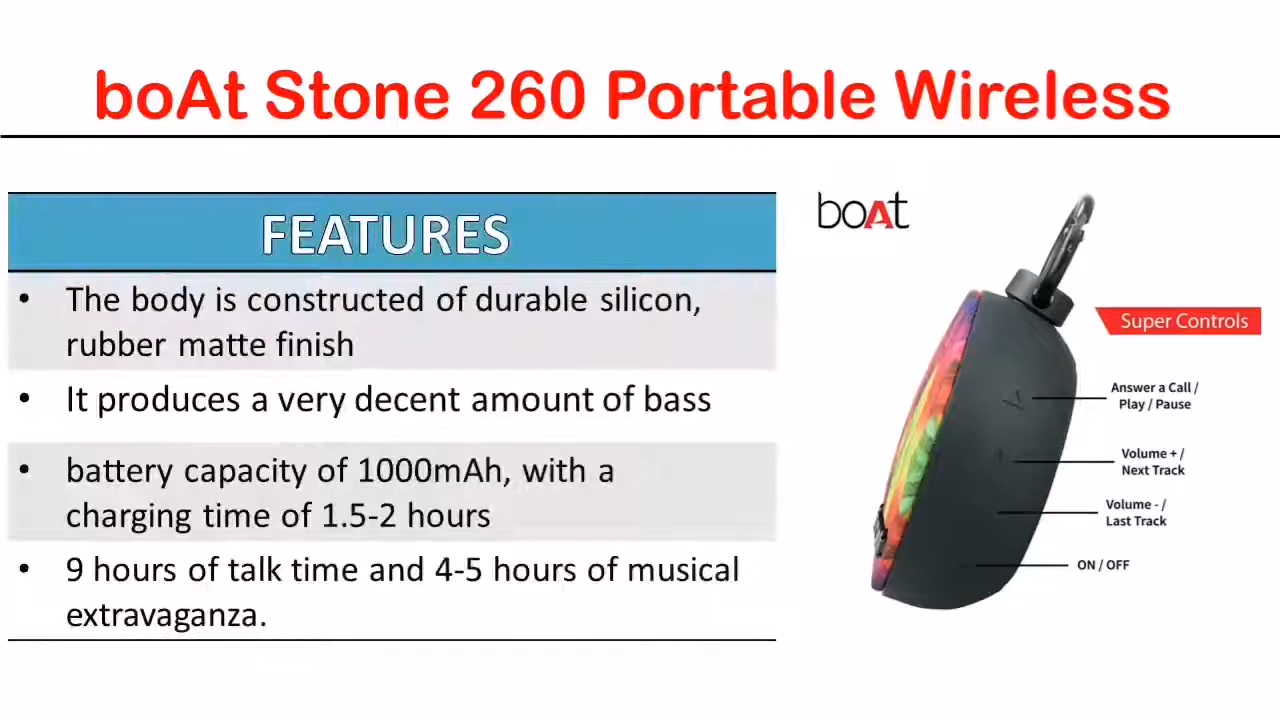 boAt Stone 260 Portable Wireless
FEATURES
• The body is constructed of durable silicon,
rubber matte finish
• It produces a very decent amount of bass
• battery capacity of 1000mAh, with a
charging time of 1.5-2 hours
• 9 hours of talk time and 4-5 hours of musical
extravaganza.
boAt
Super Controls
Answer a Call /
Play / Pause
Volume + /
Next Track
Volume - /
Last Track
ON / OFF